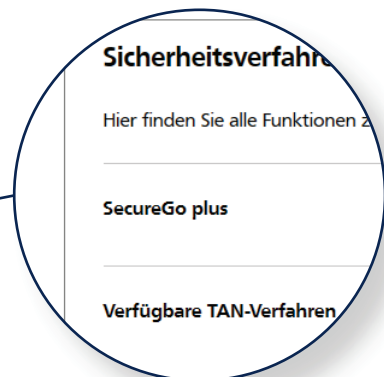 Sicherheitsverfahre
Hier finden Sie alle Funktionen z
SecureGo plus
Verfügbare TAN-Verfahren